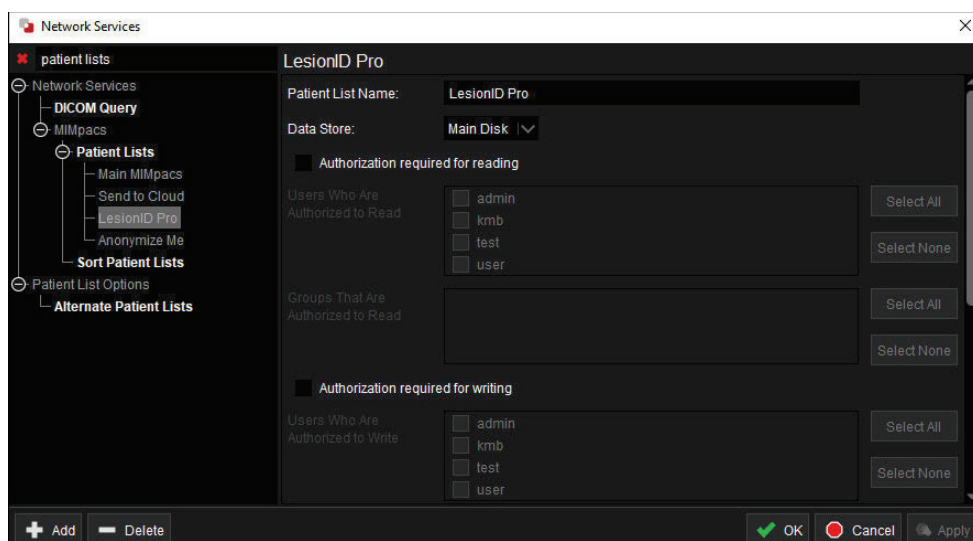 Network Services
patient lists
LesionID Pro
Network Services
DICOM Query
MIMpacs
Patient Lists
Main MIMpacs
Send to Cloud
LesionID Pro
Anonymize Me
Sort Patient Lists
Patient List Options
Alternate Patient Lists
Patient List Name: LesionID Pro
Data Store: Main Disk
Authorization required for reading
Users Who Are
Authorized to Read
admin
kmb
test
user
Select All
Select None
Groups That Are
Authorized to Read
Select All
Select None
Authorization required for writing
Users Who Are
Authorized to Write
admin
kmb
test
user
Select All
Select None
Add Delete OK Cancel Apply